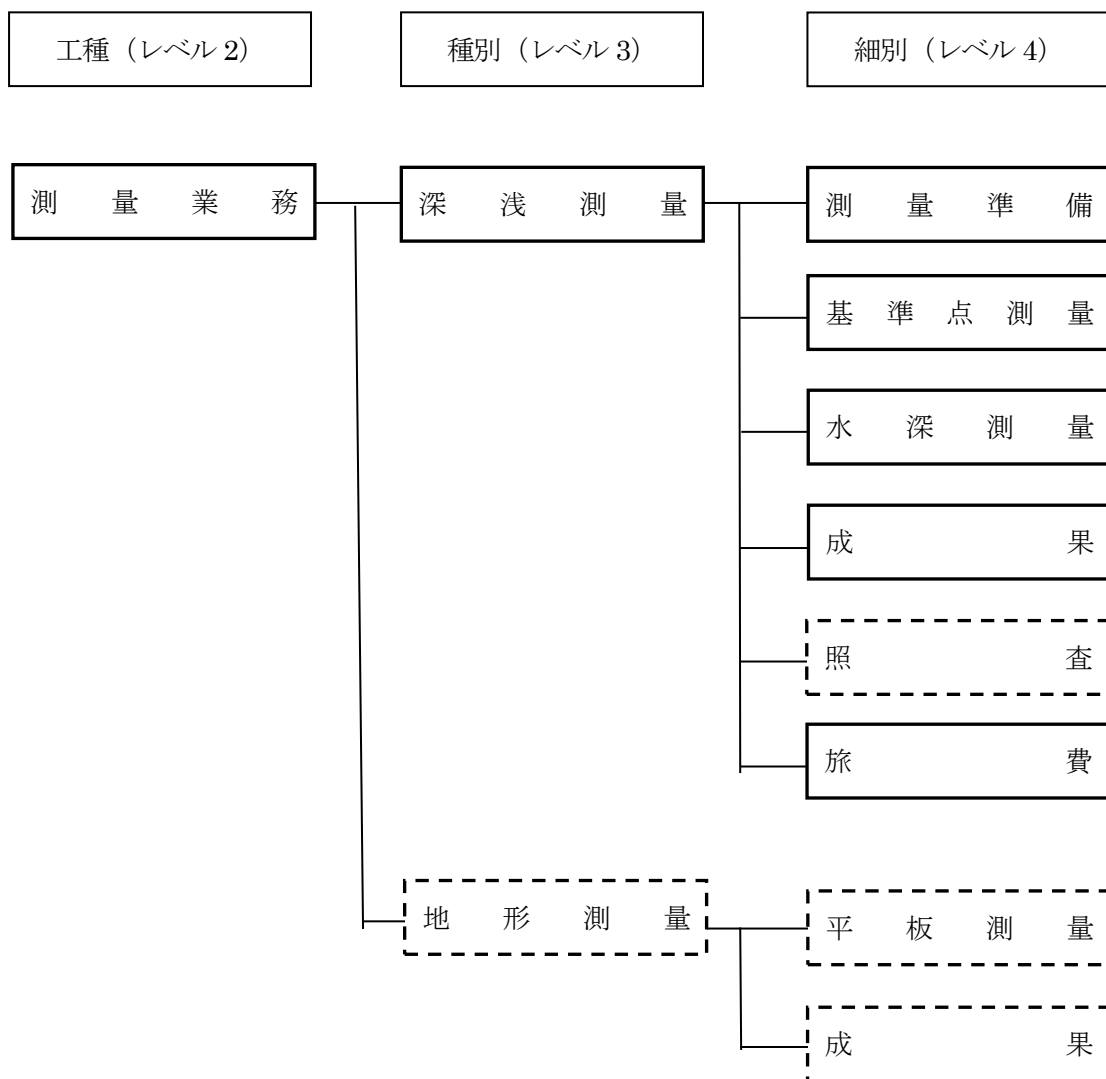 工種（レベル 2） 種別（レベル 3） 細別（レベル 4）
測量業務 深浅測量 測量準備
基準点測量
水深測量
成果
照査
旅費
地形測量 平板測量
成果